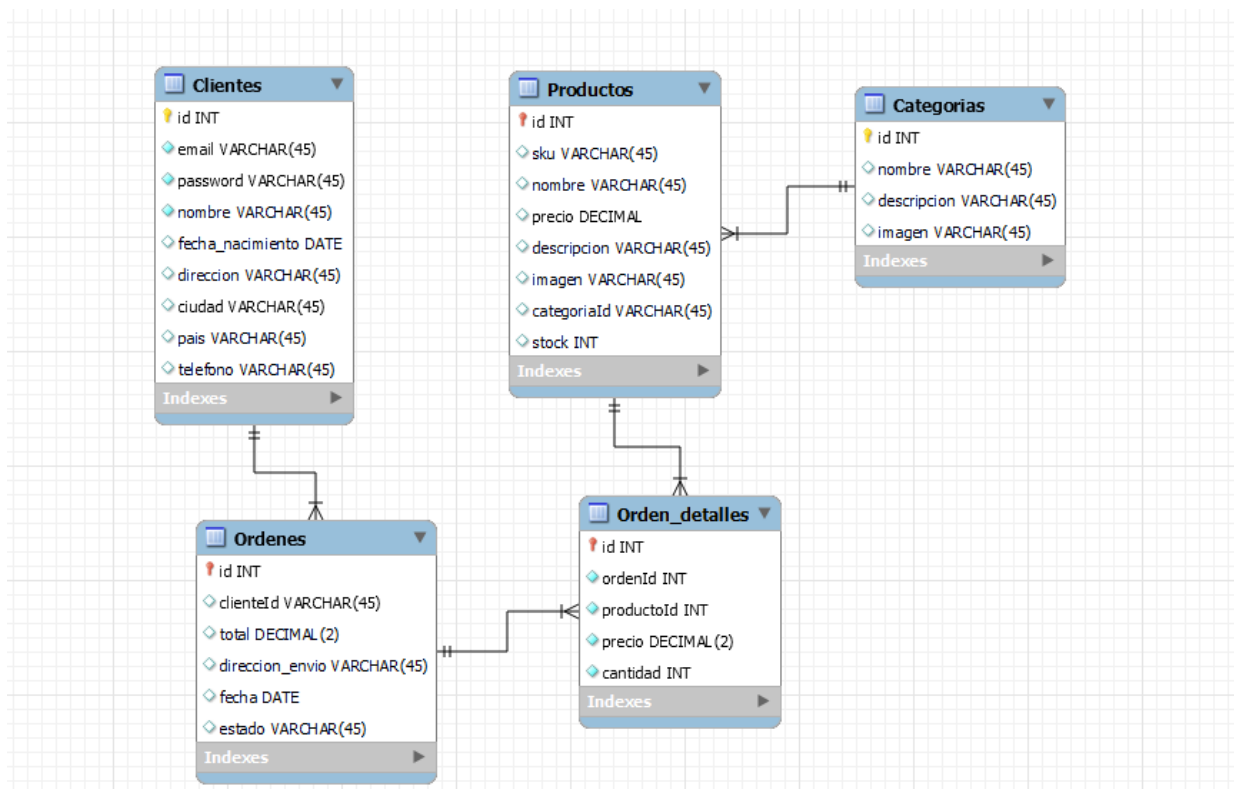 Clientes
id INT
email VARCHAR(45)
password VARCHAR(45)
nombre VARCHAR(45)
fecha_nacimiento DATE
direccion VARCHAR(45)
ciudad VARCHAR(45)
pais VARCHAR(45)
telefono VARCHAR(45)
Indexes
Productos
id INT
sku VARCHAR(45)
nombre VARCHAR(45)
precio DECIMAL
descripcion VARCHAR(45)
imagen VARCHAR(45)
categoriaId VARCHAR(45)
stock INT
Indexes
Categorias
id INT
nombre VARCHAR(45)
descripcion VARCHAR(45)
imagen VARCHAR(45)
Indexes
Ordenes
id INT
clienteId VARCHAR(45)
total DECIMAL(2)
direccion_envio VARCHAR(45)
fecha DATE
estado VARCHAR(45)
Indexes
Orden_detalles
id INT
ordenId INT
productoId INT
precio DECIMAL(2)
cantidad INT
Indexes